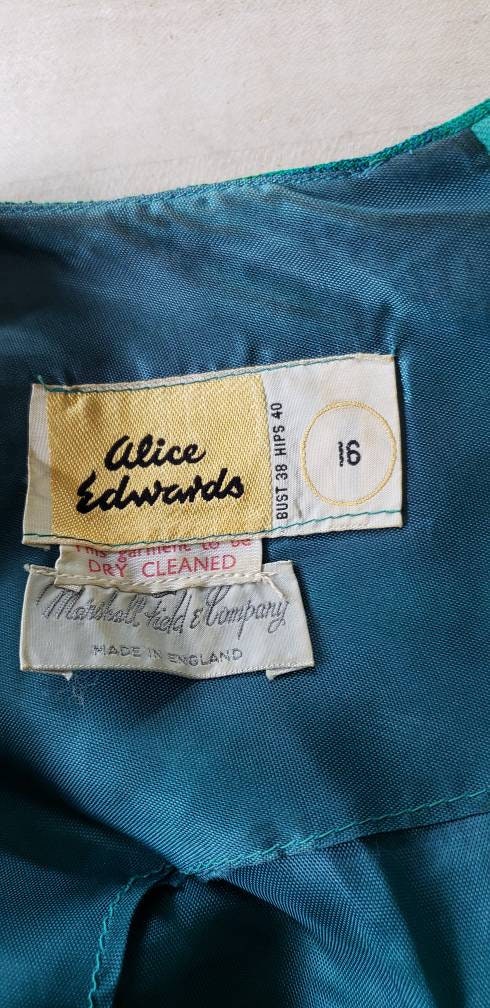 Alice
Edwards
BUST 38 HIPS 40
16
This garment to be
DRY CLEANED
Marshall Field & Company
MADE IN ENGLAND